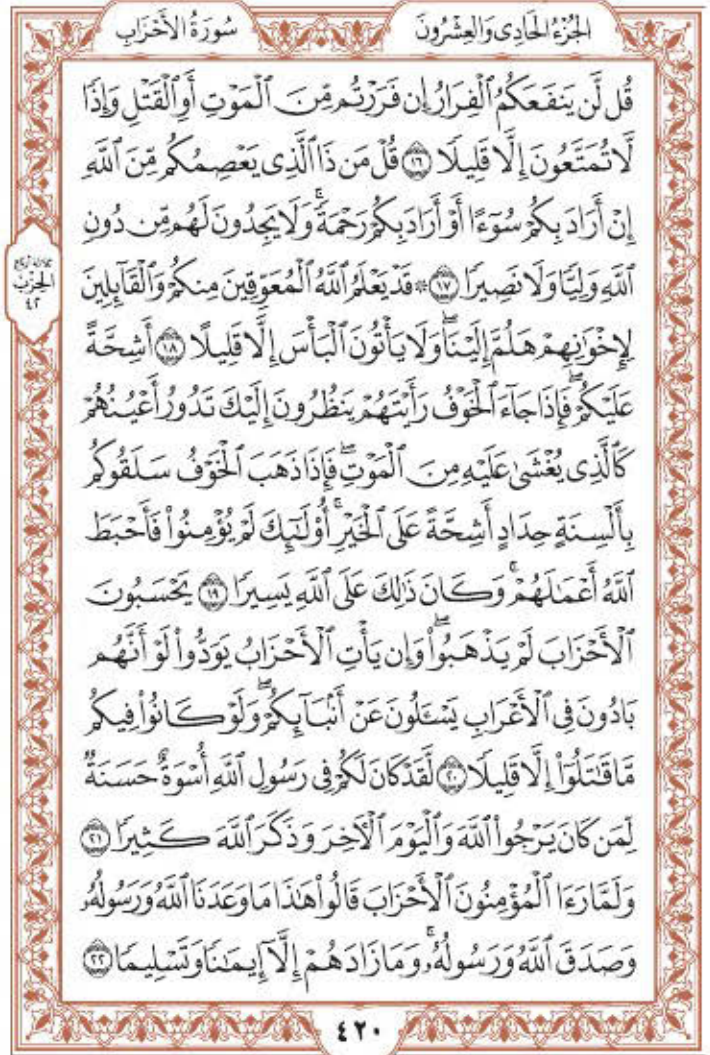 الجُزْءُ الحَادِى وَالعِشْرُونَ
سُورَةُ الأَحْزَابِ
قُل لَّن يَنفَعَكُمُ ٱلْفِرَارُ إِن فَرَرْتُم مِّنَ ٱلْمَوْتِ أَوِ ٱلْقَتْلِ وَإِذًا
لَّا تُمَتَّعُونَ إِلَّا قَلِيلًا ١٦ قُلْ مَن ذَا ٱلَّذِى يَعْصِمُكُم مِّنَ ٱللَّهِ
إِنْ أَرَادَ بِكُمْ سُوٓءًا أَوْ أَرَادَ بِكُمْ رَحْمَةً ۚ وَلَا يَجِدُونَ لَهُم مِّن دُونِ
ٱللَّهِ وَلِيًّا وَلَا نَصِيرًا ١٧ ۞ قَدْ يَعْلَمُ ٱللَّهُ ٱلْمُعَوِّقِينَ مِنكُمْ وَٱلْقَآئِلِينَ
لِإِخْوَٰنِهِمْ هَلُمَّ إِلَيْنَا ۖ وَلَا يَأْتُونَ ٱلْبَأْسَ إِلَّا قَلِيلًا ١٨ أَشِحَّةً
عَلَيْكُمْ ۖ فَإِذَا جَآءَ ٱلْخَوْفُ رَأَيْتَهُمْ يَنظُرُونَ إِلَيْكَ تَدُورُ أَعْيُنُهُمْ
كَٱلَّذِى يُغْشَىٰ عَلَيْهِ مِنَ ٱلْمَوْتِ ۖ فَإِذَا ذَهَبَ ٱلْخَوْفُ سَلَقُوكُم
بِأَلْسِنَةٍ حِدَادٍ أَشِحَّةً عَلَى ٱلْخَيْرِ ۚ أُو۟لَٰٓئِكَ لَمْ يُؤْمِنُوا۟ فَأَحْبَطَ
ٱللَّهُ أَعْمَٰلَهُمْ ۚ وَكَانَ ذَٰلِكَ عَلَى ٱللَّهِ يَسِيرًا ١٩ يَحْسَبُونَ
ٱلْأَحْزَابَ لَمْ يَذْهَبُوا۟ ۖ وَإِن يَأْتِ ٱلْأَحْزَابُ يَوَدُّوا۟ لَوْ أَنَّهُم
بَادُونَ فِى ٱلْأَعْرَابِ يَسْـَٔلُونَ عَنْ أَنۢبَآئِكُمْ ۖ وَلَوْ كَانُوا۟ فِيكُم
مَّا قَٰتَلُوٓا۟ إِلَّا قَلِيلًا ٢٠ لَّقَدْ كَانَ لَكُمْ فِى رَسُولِ ٱللَّهِ أُسْوَةٌ حَسَنَةٌ
لِّمَن كَانَ يَرْجُوا۟ ٱللَّهَ وَٱلْيَوْمَ ٱلْءَاخِرَ وَذَكَرَ ٱللَّهَ كَثِيرًا ٢١
وَلَمَّا رَءَا ٱلْمُؤْمِنُونَ ٱلْأَحْزَابَ قَالُوا۟ هَٰذَا مَا وَعَدَنَا ٱللَّهُ وَرَسُولُهُۥ
وَصَدَقَ ٱللَّهُ وَرَسُولُهُۥ ۚ وَمَا زَادَهُمْ إِلَّآ إِيمَٰنًا وَتَسْلِيمًا ٢٢
الحِزْب
٤٢
٤٢٠